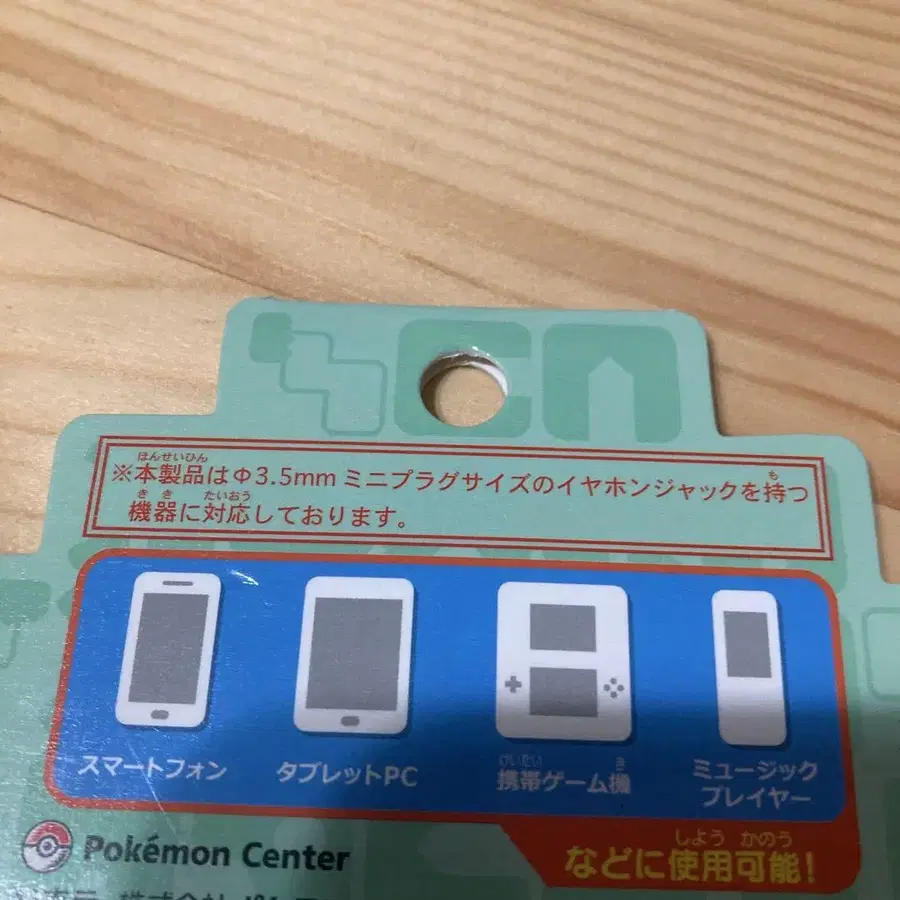 ※本製品はΦ3.5mm ミニプラグサイズのイヤホンジャックを持つ
機器に対応しております。
スマートフォン
タブレットPC
携帯ゲーム機
ミュージック
プレイヤー
などに使用可能!
Pokémon Center